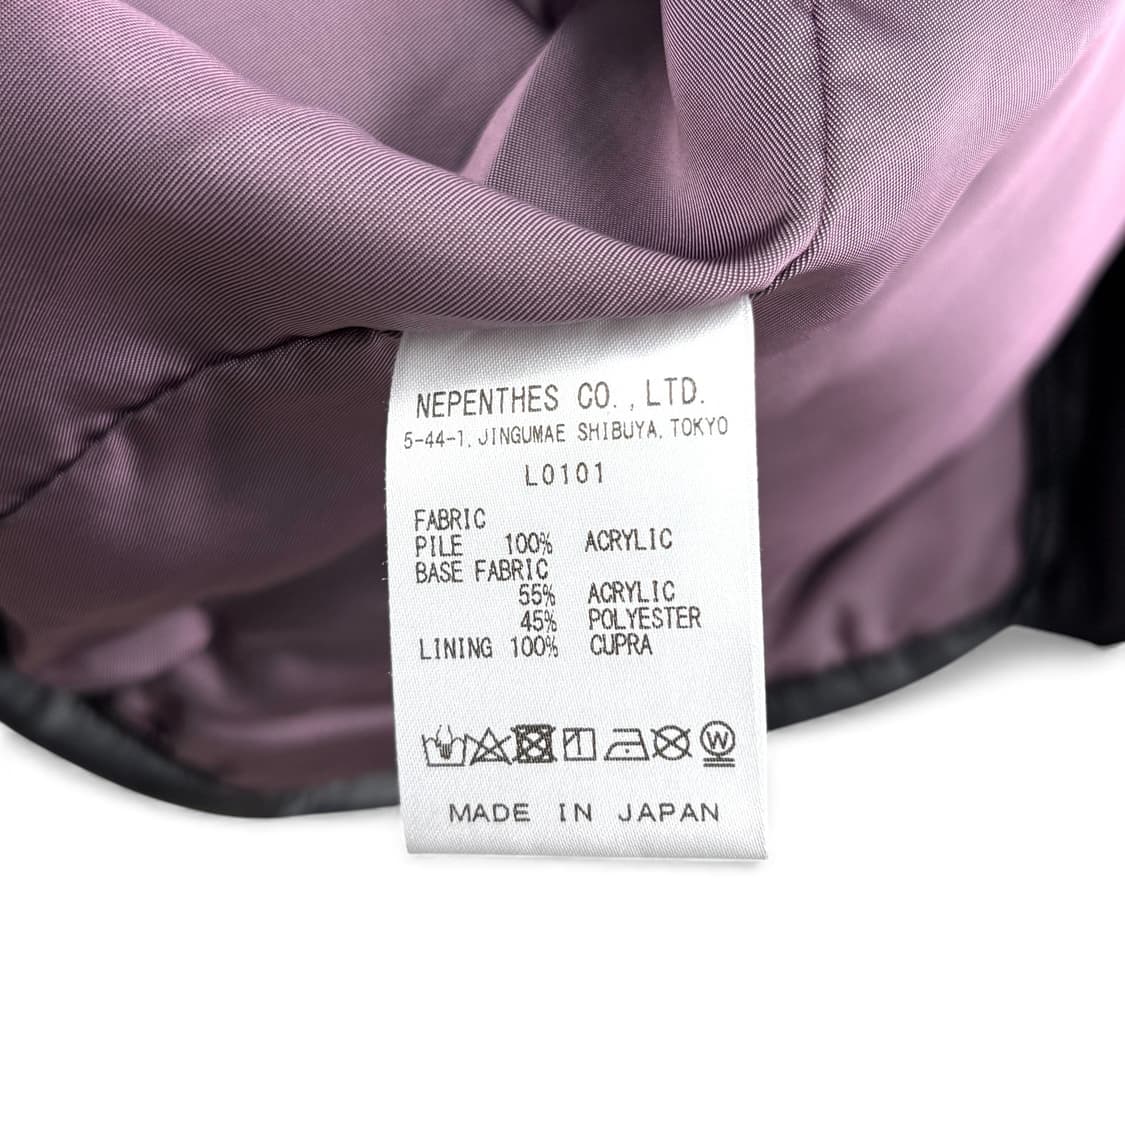 NEPENTHES CO., LTD.
5-44-1, JINGUMAE SHIBUYA, TOKYO
L0101
FABRIC
PILE 100% ACRYLIC
BASE FABRIC
55% ACRYLIC
45% POLYESTER
LINING 100% CUPRA
W
MADE IN JAPAN